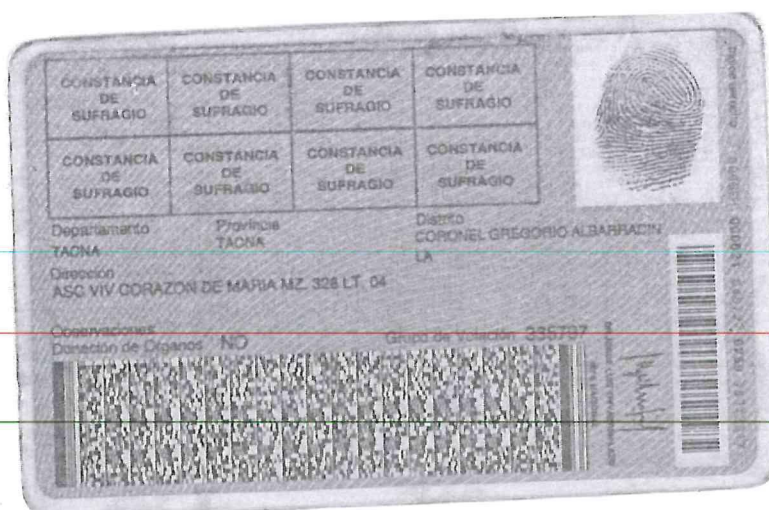 CONSTANCIA DE SUFRAGIO
CONSTANCIA DE SUFRAGIO
CONSTANCIA DE SUFRAGIO
CONSTANCIA DE SUFRAGIO
CONSTANCIA DE SUFRAGIO
CONSTANCIA DE SUFRAGIO
CONSTANCIA DE SUFRAGIO
CONSTANCIA DE SUFRAGIO
Departamento Provincia Distrito
TACNA TACNA CORONEL GREGORIO ALBARRACIN
LA
Dirección
ASC VIV CORAZON DE MARIA MZ. 328 LT. 04
Observaciones
Donación de Órganos NO Grupo de Votación